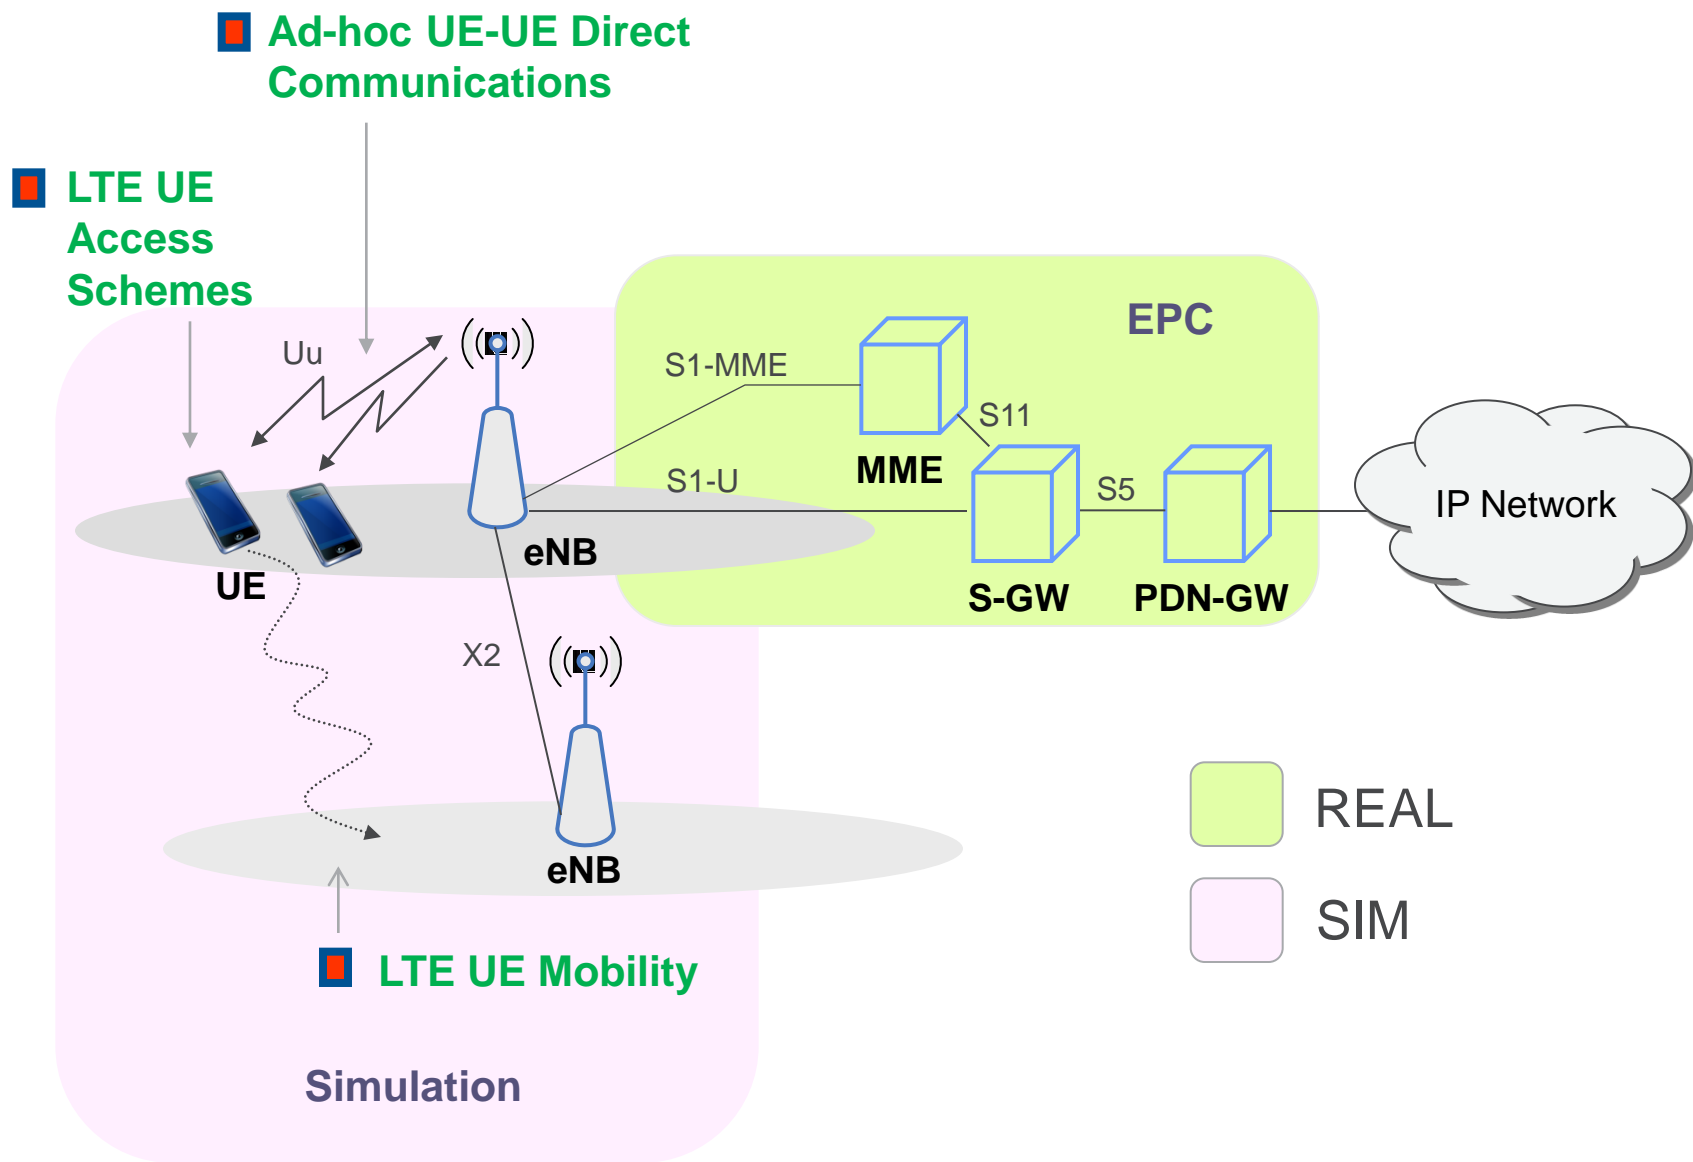 Ad-hoc UE-UE Direct
Communications
LTE UE
Access
Schemes
EPC
Uu
S1-MME
S11
MME
S1-U
S5
IP Network
eNB
UE
S-GW
PDN-GW
X2
REAL
eNB
SIM
LTE UE Mobility
Simulation